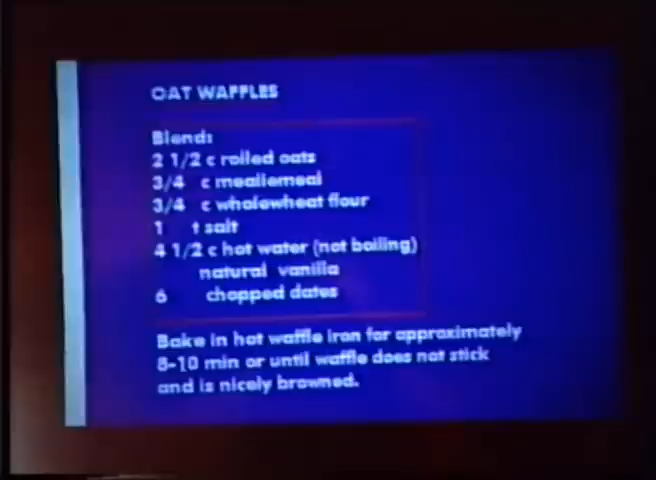 OAT WAFFLES
Blend:
2 1/2 c rolled oats
3/4 c mealiemeal
3/4 c wholewheat flour
1 t salt
4 1/2 c hot water (not boiling)
natural vanilla
6 chopped dates
Bake in hot waffle iron for approximately
8-10 min or until waffle does not stick
and is nicely browned.